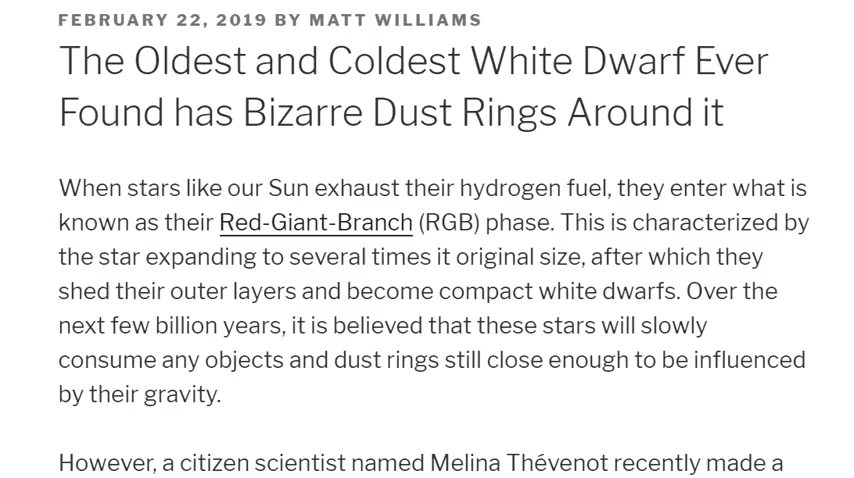 FEBRUARY 22, 2019 BY MATT WILLIAMS
The Oldest and Coldest White Dwarf Ever
Found has Bizarre Dust Rings Around it
When stars like our Sun exhaust their hydrogen fuel, they enter what is
known as their Red-Giant-Branch (RGB) phase. This is characterized by
the star expanding to several times it original size, after which they
shed their outer layers and become compact white dwarfs. Over the
next few billion years, it is believed that these stars will slowly
consume any objects and dust rings still close enough to be influenced
by their gravity.
However, a citizen scientist named Melina Thévenot recently made a